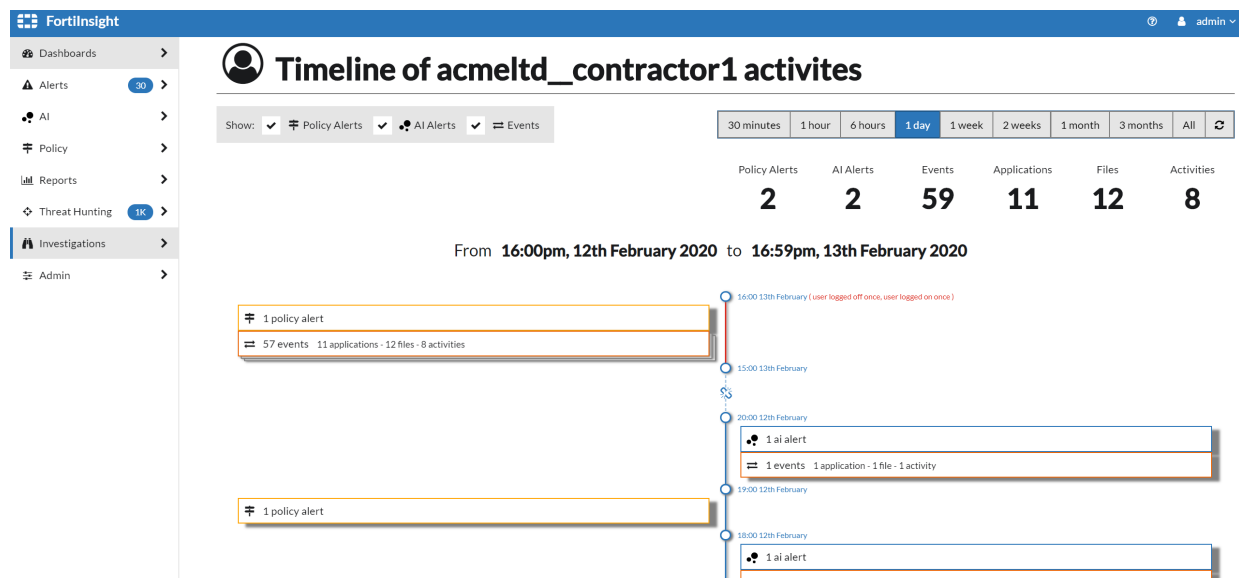 FortiInsight
admin
Dashboards
Alerts 30
AI
Policy
Reports
Threat Hunting 1K
Investigations
Admin
Timeline of acmeltd__contractor1 activites
Show: Policy Alerts AI Alerts Events
30 minutes 1 hour 6 hours 1 day 1 week 2 weeks 1 month 3 months All
Policy Alerts AI Alerts Events Applications Files Activities
2 2 59 11 12 8
From 16:00pm, 12th February 2020 to 16:59pm, 13th February 2020
16:00 13th February ( user logged off once, user logged on once )
1 policy alert
57 events 11 applications - 12 files - 8 activities
15:00 13th February
20:00 12th February
1 ai alert
1 events 1 application - 1 file - 1 activity
19:00 12th February
1 policy alert
18:00 12th February
1 ai alert